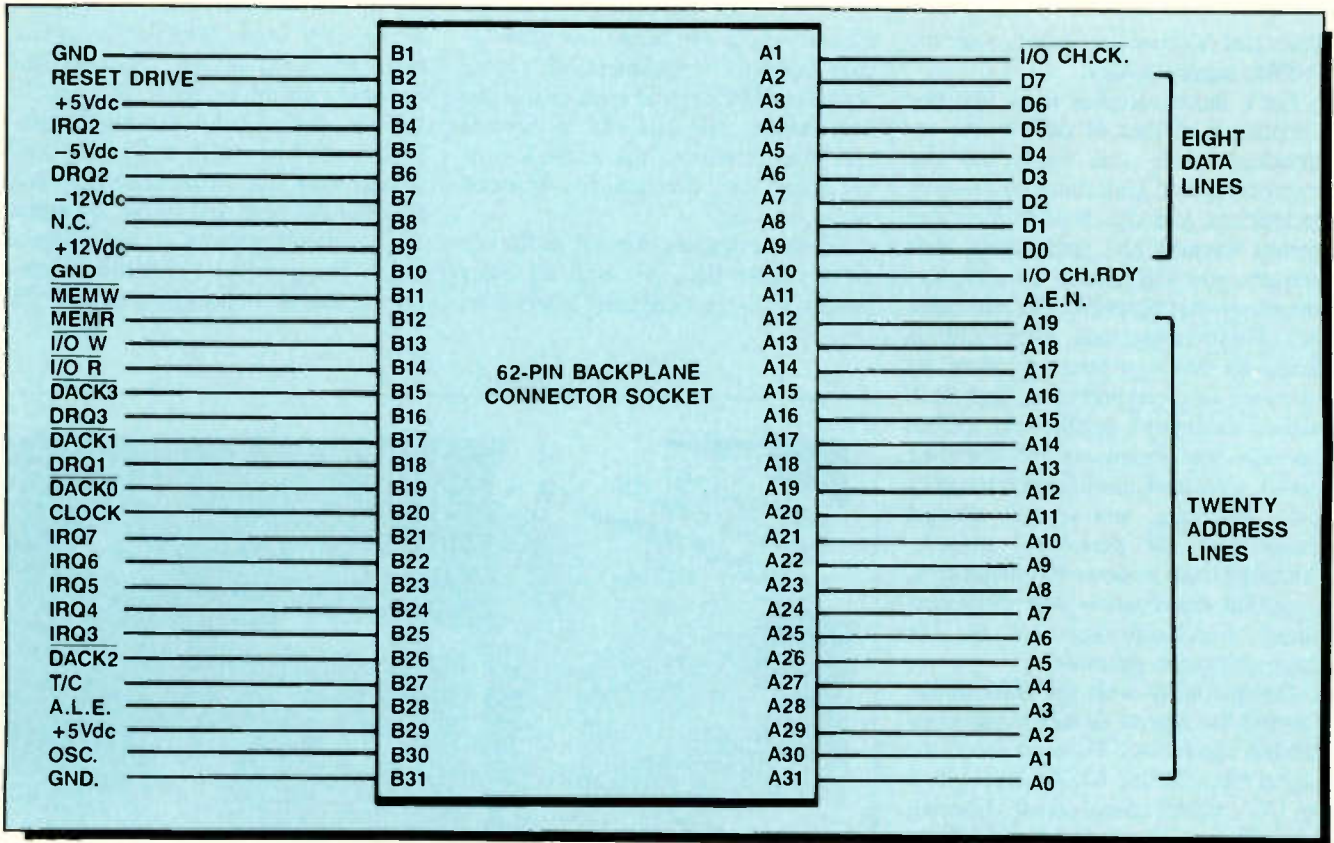 GND B1 A1 I/O CH.CK.
RESET DRIVE B2 A2 D7
+5Vdc B3 A3 D6
IRQ2 B4 A4 D5
−5Vdc B5 A5 D4
DRQ2 B6 A6 D3
−12Vdc B7 A7 D2
N.C. B8 A8 D1
+12Vdc B9 A9 D0
EIGHT
DATA
LINES
GND B10 A10 I/O CH.RDY
MEMW B11 A11 A.E.N.
MEMR B12 A12 A19
I/O W B13 A13 A18
I/O R B14 A14 A17
DACK3 B15 A15 A16
DRQ3 B16 A16 A15
DACK1 B17 A17 A14
DRQ1 B18 A18 A13
DACK0 B19 A19 A12
CLOCK B20 A20 A11
IRQ7 B21 A21 A10
IRQ6 B22 A22 A9
IRQ5 B23 A23 A8
IRQ4 B24 A24 A7
IRQ3 B25 A25 A6
DACK2 B26 A26 A5
T/C B27 A27 A4
A.L.E. B28 A28 A3
+5Vdc B29 A29 A2
OSC. B30 A30 A1
GND. B31 A31 A0
62-PIN BACKPLANE
CONNECTOR SOCKET
TWENTY
ADDRESS
LINES